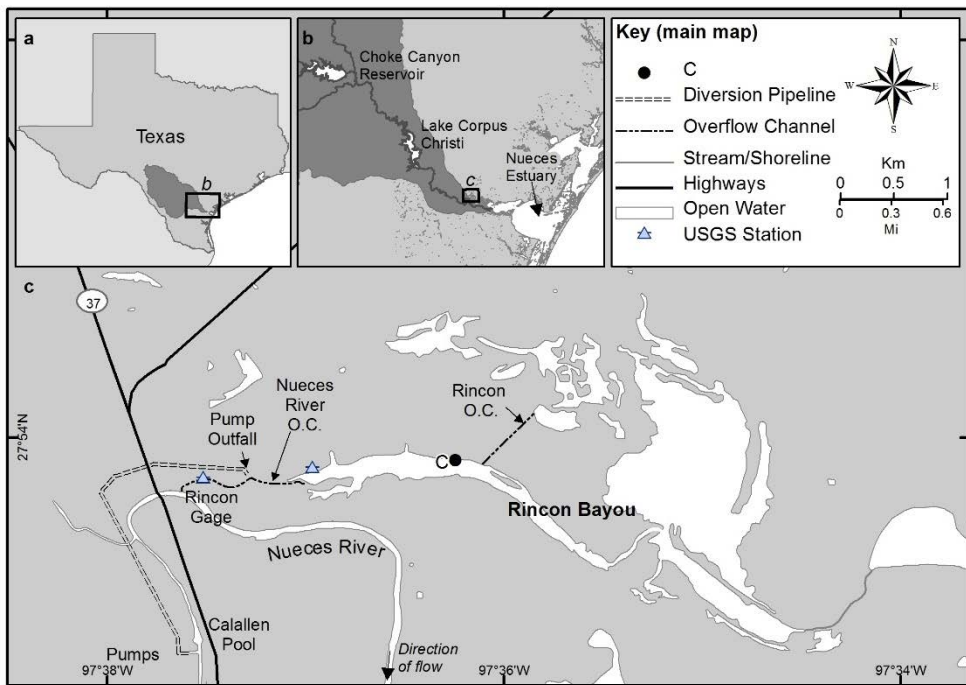 a
Texas
b
b
Choke Canyon
Reservoir
Lake Corpus
Christi
c
Nueces
Estuary
Key (main map)
C
Diversion Pipeline
Overflow Channel
Stream/Shoreline
Highways
Open Water
USGS Station
N
W
E
S
Km
0 0.5 1
0 0.3 0.6
Mi
c
37
27°54'N
Pump
Outfall
Nueces
River
O.C.
Rincon
O.C.
C
Rincon
Gage
Rincon Bayou
Nueces River
Calallen
Pool
Pumps
Direction
of flow
97°38'W
97°36'W
97°34'W